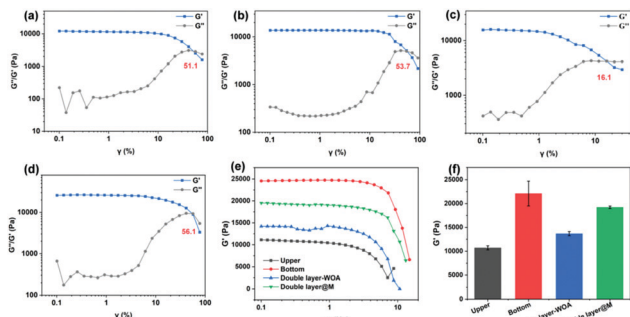 (a)
G'
G''
G''/G' (Pa)
10000
1000
100
10
51.1
0.1
1
10
100
γ (%)
(b)
G'
G''
G''/G' (Pa)
10000
1000
100
53.7
0.1
1
10
100
γ (%)
(c)
G'
G''
G''/G' (Pa)
10000
1000
16.1
0.1
1
10
γ (%)
(d)
G'
G''
G''/G' (Pa)
10000
1000
100
56.1
0.1
1
10
100
γ (%)
(e)
G' (Pa)
25000
20000
15000
10000
5000
0
Upper
Bottom
Double layer-WOA
Double layer@M
0.1
1
10
γ (%)
(f)
G' (Pa)
25000
20000
15000
10000
5000
0
Upper
Bottom
layer-WOA
layer@M